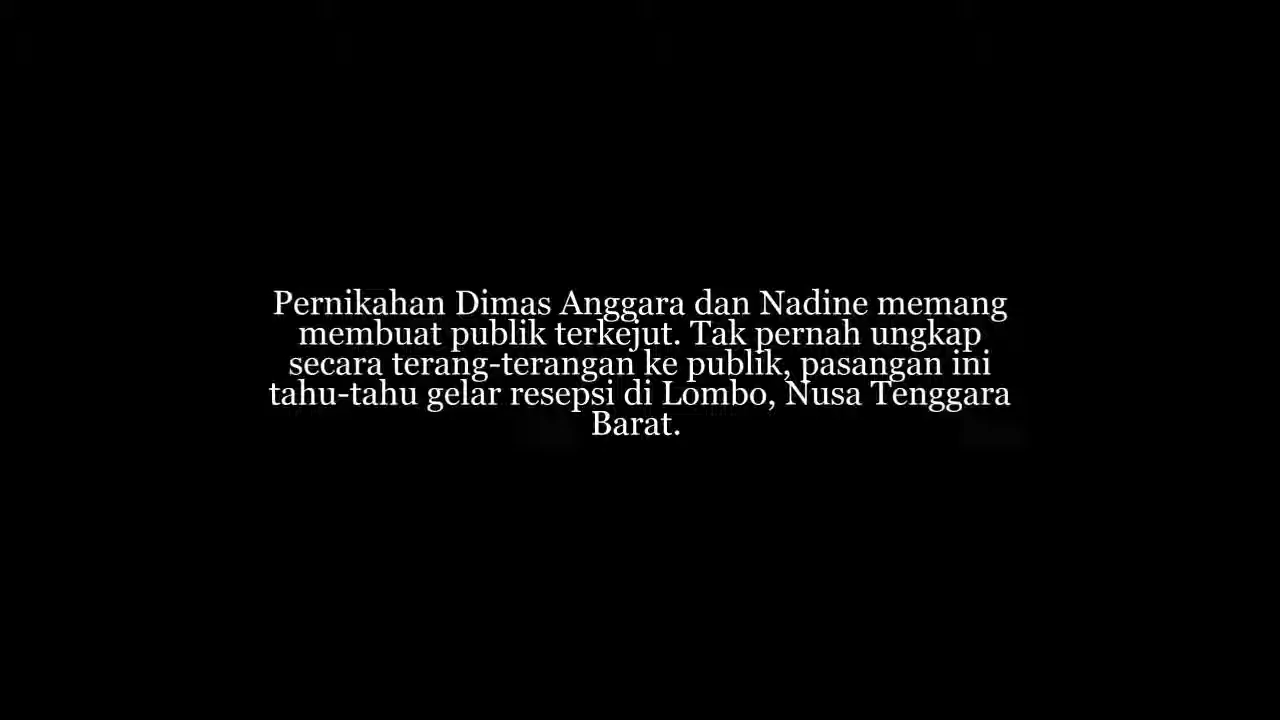 Pernikahan Dimas Anggara dan Nadine memang
membuat publik terkejut. Tak pernah ungkap
secara terang-terangan ke publik, pasangan ini
tahu-tahu gelar resepsi di Lombo, Nusa Tenggara
Barat.